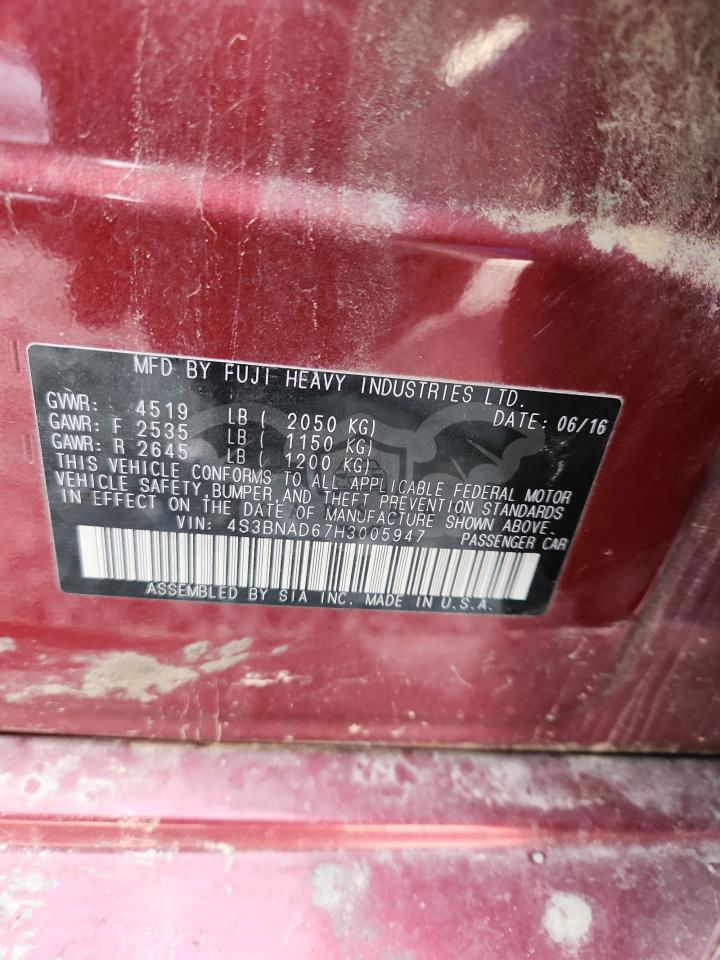 MFD BY FUJI HEAVY INDUSTRIES LTD.
GVWR: 4519 LB ( 2050 KG) DATE: 06/16
GAWR: F 2535 LB ( 1150 KG)
GAWR: R 2645 LB ( 1200 KG)
THIS VEHICLE CONFORMS TO ALL APPLICABLE FEDERAL MOTOR
VEHICLE SAFETY, BUMPER, AND THEFT PREVENTION STANDARDS
IN EFFECT ON THE DATE OF MANUFACTURE SHOWN ABOVE.
VIN: 4S3BNAD67H3005947 PASSENGER CAR
ASSEMBLED BY SIA INC. MADE IN U.S.A.